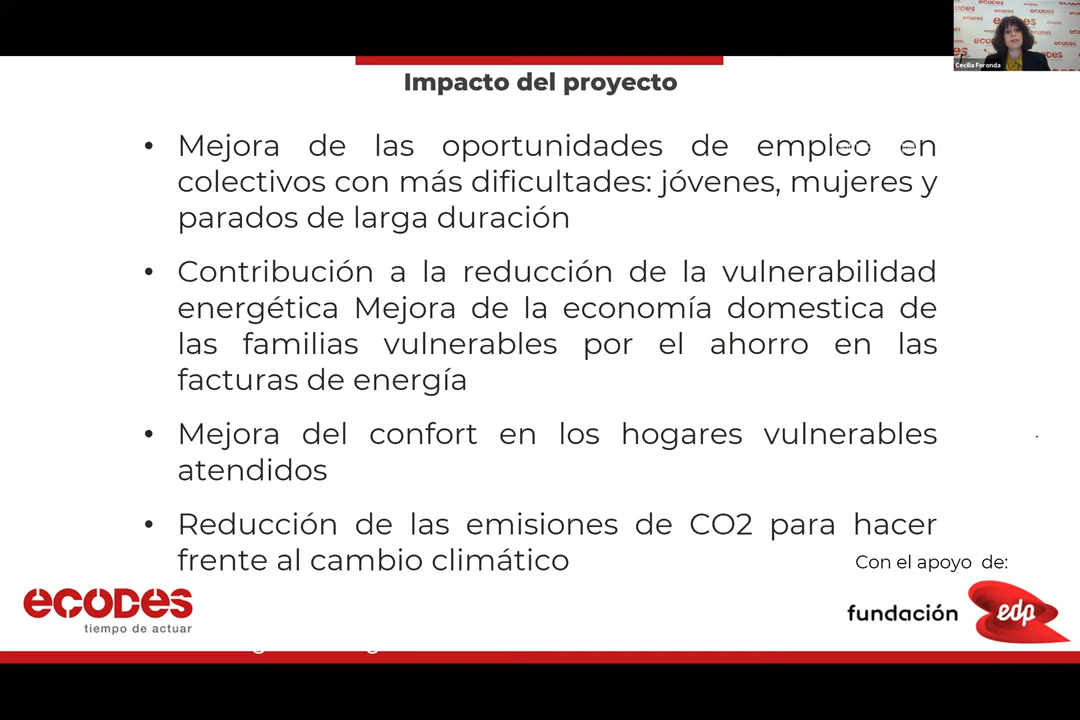 Cecilia Foronda
Impacto del proyecto
• Mejora de las oportunidades de empleo en
colectivos con más dificultades: jóvenes, mujeres y
parados de larga duración
• Contribución a la reducción de la vulnerabilidad
energética Mejora de la economía domestica de
las familias vulnerables por el ahorro en las
facturas de energía
• Mejora del confort en los hogares vulnerables
atendidos
• Reducción de las emisiones de CO2 para hacer
frente al cambio climático
Con el apoyo de:
ecodes
tiempo de actuar
fundación edp